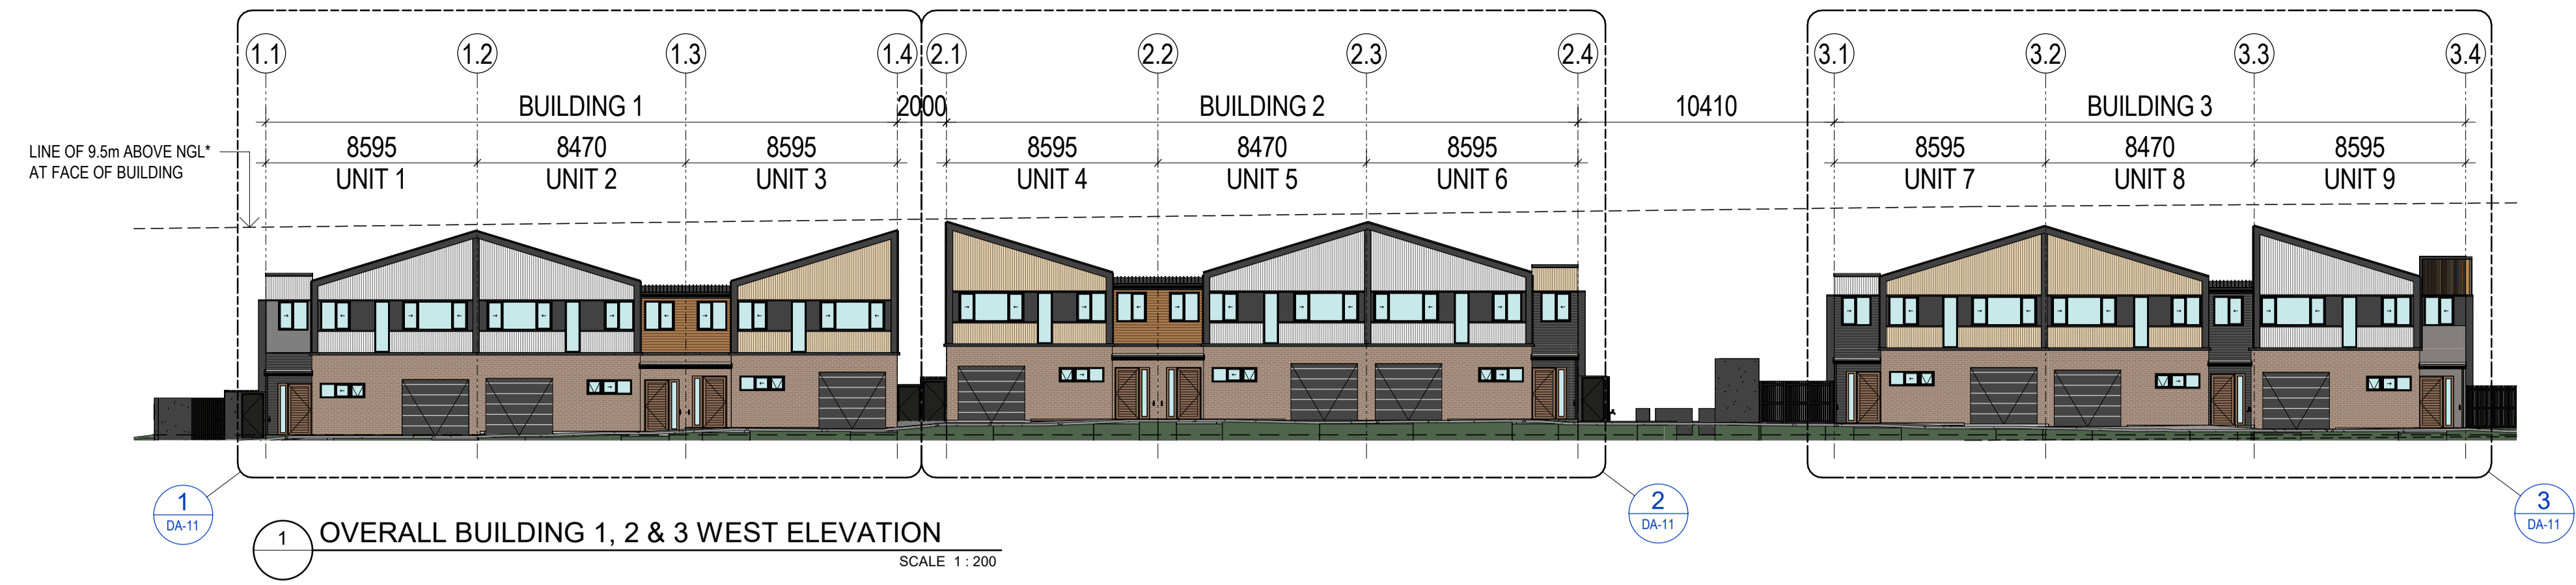 1.1
1.2
1.3
1.4
2.1
2.2
2.3
2.4
3.1
3.2
3.3
3.4
BUILDING 1
2000
BUILDING 2
10410
BUILDING 3
8595
8470
8595
8595
8470
8595
8595
8470
8595
UNIT 1
UNIT 2
UNIT 3
UNIT 4
UNIT 5
UNIT 6
UNIT 7
UNIT 8
UNIT 9
LINE OF 9.5m ABOVE NGL*
AT FACE OF BUILDING
1
DA-11
2
DA-11
3
DA-11
1
OVERALL BUILDING 1, 2 & 3 WEST ELEVATION
SCALE 1 : 200